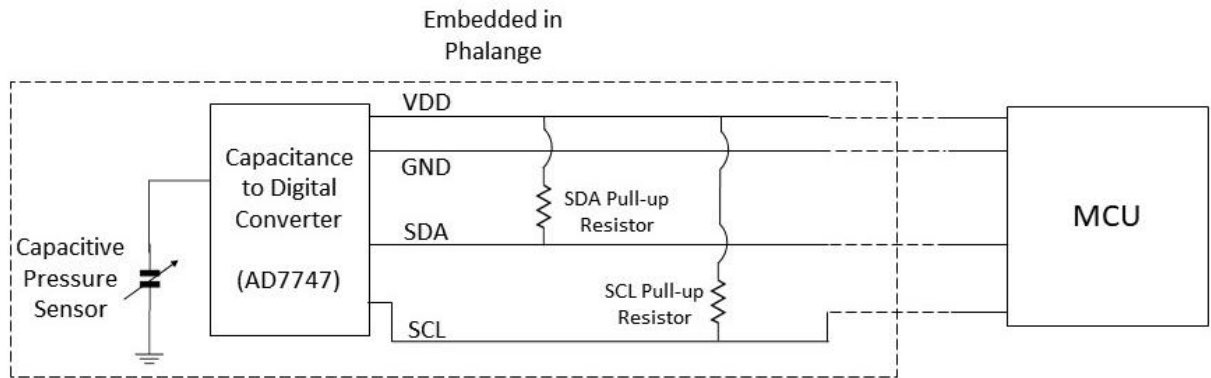 Embedded in
Phalange
VDD
Capacitance
to Digital
Converter
(AD7747)
GND
SDA Pull-up
Resistor
MCU
SDA
Capacitive
Pressure
Sensor
SCL Pull-up
Resistor
SCL